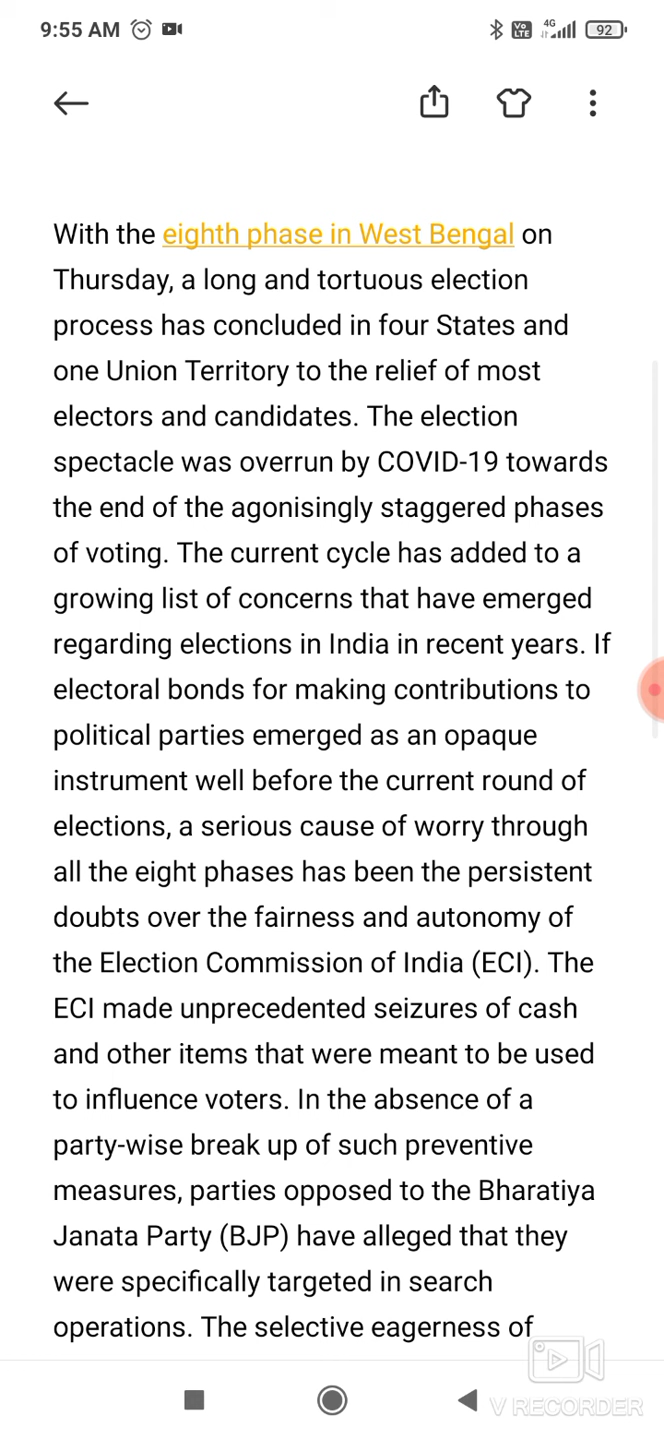 9:55 AM
Vo
LTE
4G
92
With the eighth phase in West Bengal on
Thursday, a long and tortuous election
process has concluded in four States and
one Union Territory to the relief of most
electors and candidates. The election
spectacle was overrun by COVID-19 towards
the end of the agonisingly staggered phases
of voting. The current cycle has added to a
growing list of concerns that have emerged
regarding elections in India in recent years. If
electoral bonds for making contributions to
political parties emerged as an opaque
instrument well before the current round of
elections, a serious cause of worry through
all the eight phases has been the persistent
doubts over the fairness and autonomy of
the Election Commission of India (ECI). The
ECI made unprecedented seizures of cash
and other items that were meant to be used
to influence voters. In the absence of a
party-wise break up of such preventive
measures, parties opposed to the Bharatiya
Janata Party (BJP) have alleged that they
were specifically targeted in search
operations. The selective eagerness of
V RECORDER